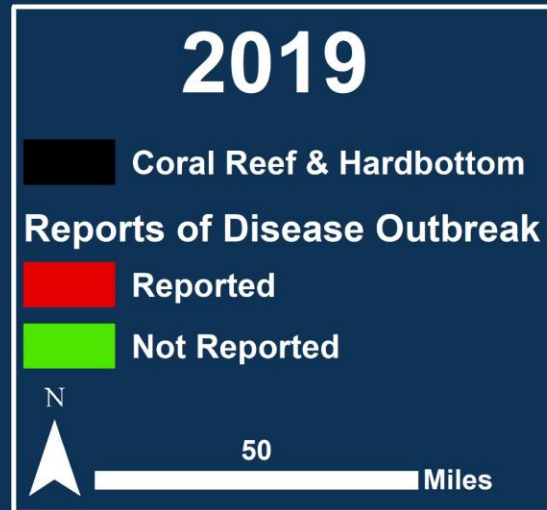 2019
Coral Reef & Hardbottom
Reports of Disease Outbreak
Reported
Not Reported
N
50
Miles